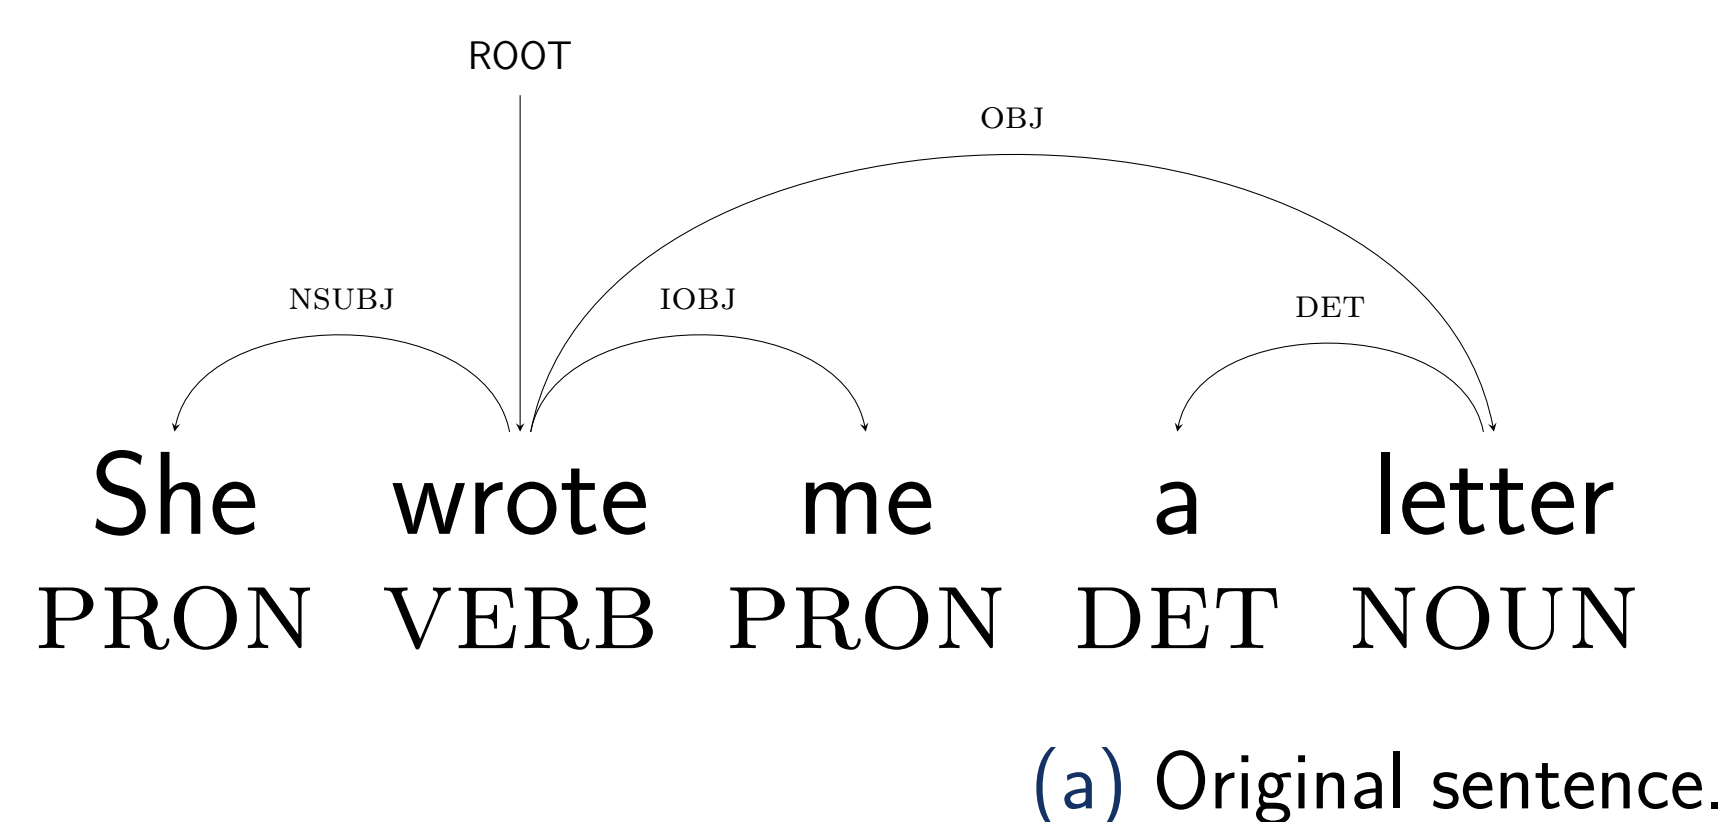 ROOT
OBJ
NSUBJ IOBJ DET
She wrote me a letter
PRON VERB PRON DET NOUN
(a) Original sentence.